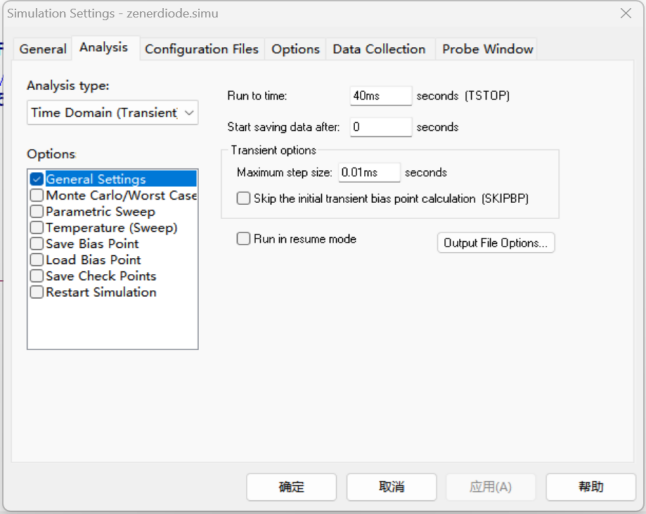 Simulation Settings - zenerdiode.simu
General Analysis Configuration Files Options Data Collection Probe Window
Analysis type:
Time Domain (Transient)
Options
General Settings
Monte Carlo/Worst Case
Parametric Sweep
Temperature (Sweep)
Save Bias Point
Load Bias Point
Save Check Points
Restart Simulation
Run to time: 40ms seconds (TSTOP)
Start saving data after: 0 seconds
Transient options
Maximum step size: 0.01ms seconds
Skip the initial transient bias point calculation (SKIPBP)
Run in resume mode
Output File Options...
确定 取消 应用(A) 帮助